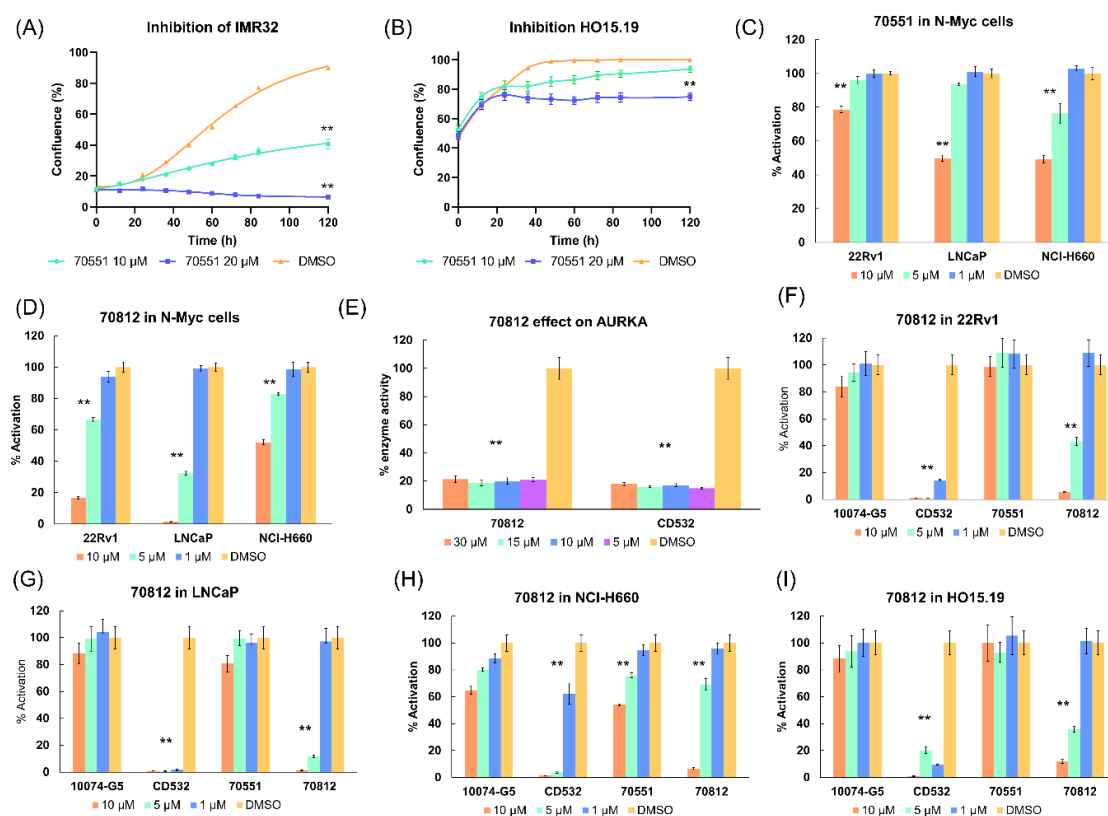 (A)
Inhibition of IMR32
Confluence (%)
100
80
60
40
20
0
0 20 40 60 80 100 120
**
**
Time (h)
70551 10 µM 70551 20 µM DMSO
(B)
Inhibition HO15.19
Confluence (%)
100
80
60
40
20
0
0 20 40 60 80 100 120
**
Time (h)
70551 10 µM 70551 20 µM DMSO
(C)
70551 in N-Myc cells
% Activation
120
100
80
60
40
20
0
** ** **
22Rv1 LNCaP NCI-H660
10 µM 5 µM 1 µM DMSO
(D)
70812 in N-Myc cells
% Activation
120
100
80
60
40
20
0
** ** **
22Rv1 LNCaP NCI-H660
10 µM 5 µM 1 µM DMSO
(E)
70812 effect on AURKA
% enzyme activity
120
100
80
60
40
20
0
** **
70812 CD532
30 µM 15 µM 10 µM 5 µM DMSO
(F)
70812 in 22Rv1
% Activation
120
100
80
60
40
20
0
** **
10074-G5 CD532 70551 70812
10 µM 5 µM 1 µM DMSO
(G)
70812 in LNCaP
% Activation
120
100
80
60
40
20
0
** **
10074-G5 CD532 70551 70812
10 µM 5 µM 1 µM DMSO
(H)
70812 in NCI-H660
% Activation
120
100
80
60
40
20
0
** ** **
10074-G5 CD532 70551 70812
10 µM 5 µM 1 µM DMSO
(I)
70812 in HO15.19
% Activation
120
100
80
60
40
20
0
** **
10074-G5 CD532 70551 70812
10 µM 5 µM 1 µM DMSO